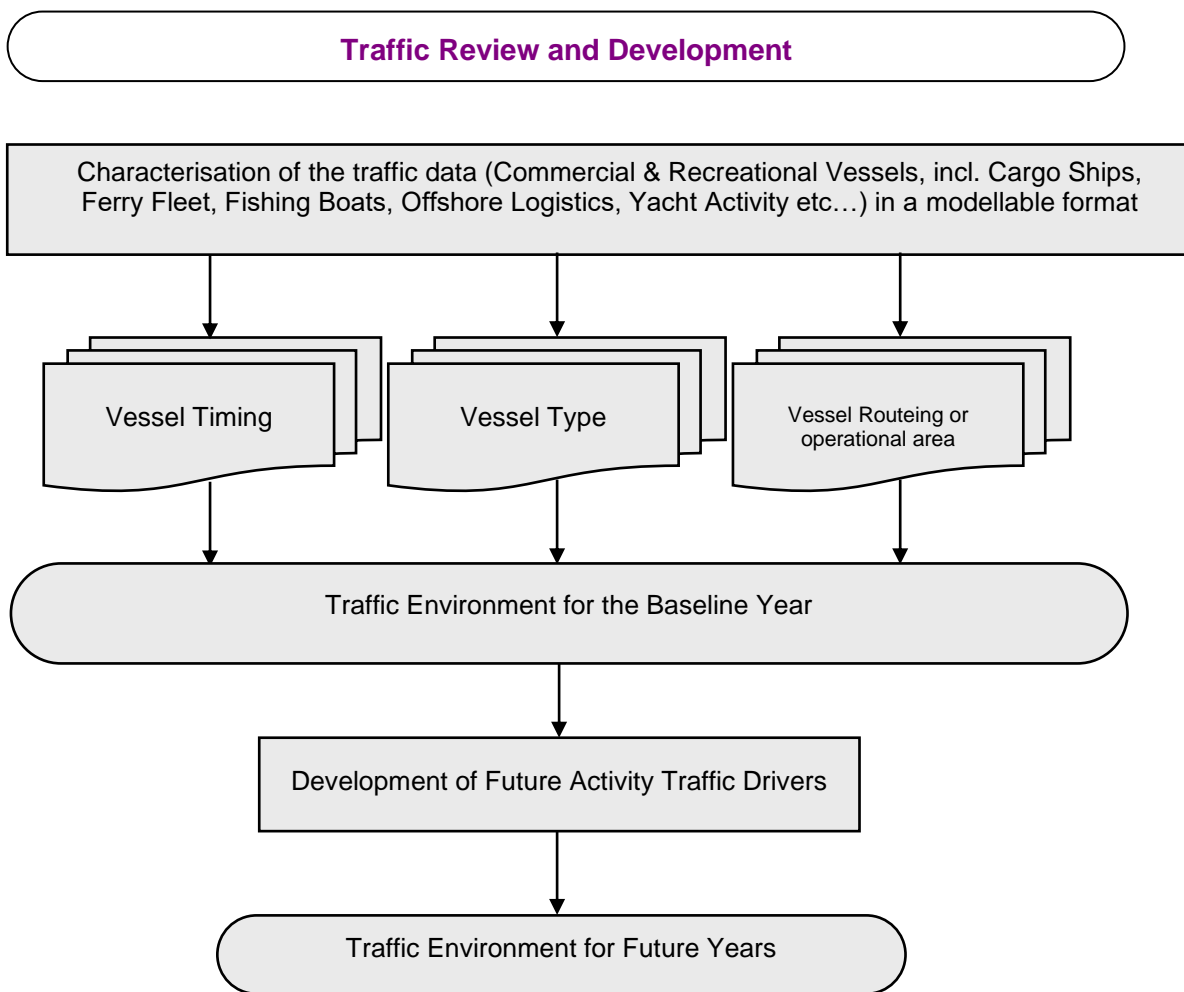 Traffic Review and Development
Characterisation of the traffic data (Commercial & Recreational Vessels, incl. Cargo Ships,
Ferry Fleet, Fishing Boats, Offshore Logistics, Yacht Activity etc…) in a modellable format
Vessel Timing
Vessel Type
Vessel Routeing or
operational area
Traffic Environment for the Baseline Year
Development of Future Activity Traffic Drivers
Traffic Environment for Future Years